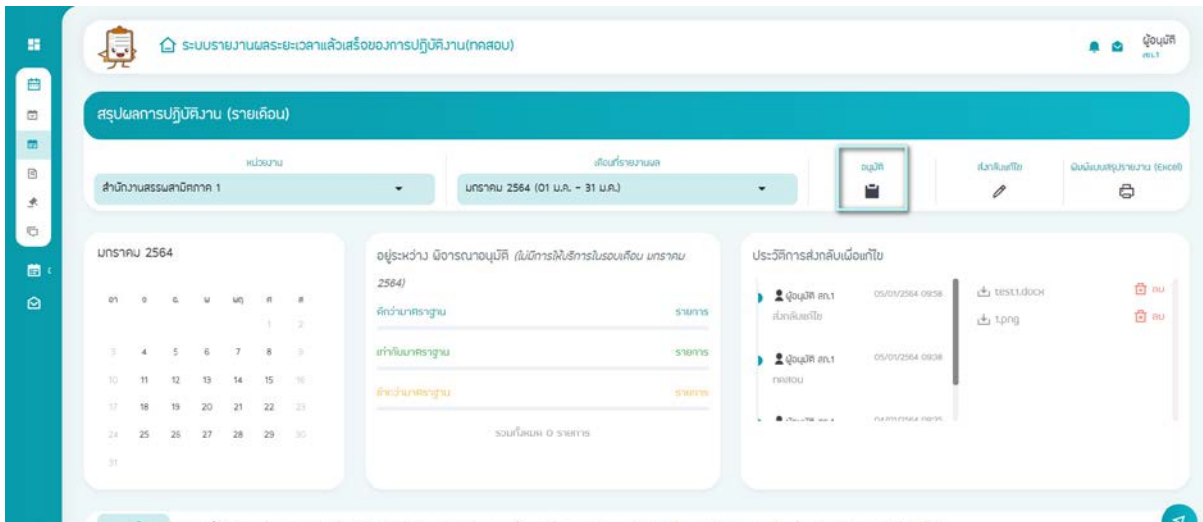 ระบบรายงานผลระยะเวลาแล้วเสร็จของการปฏิบัติงาน(ทดสอบ)
ผู้อนุมัติ
สก.1
สรุปผลการปฏิบัติงาน (รายเดือน)
หน่วยงาน
สำนักงานสรรพสามิตภาค 1
เดือนที่รายงานผล
มกราคม 2564 (01 ม.ค. - 31 ม.ค.)
อนุมัติ
ส่งกลับแก้ไข
พิมพ์แบบสรุปรายงาน (Excel)
มกราคม 2564
อา จ อ. พ พฤ ศ ส
1 2
3 4 5 6 7 8 9
10 11 12 13 14 15 16
17 18 19 20 21 22 23
24 25 26 27 28 29 30
31
อยู่ระหว่าง พิจารณาอนุมัติ (ไม่มีการให้บริการในรอบเดือน มกราคม
2564)
ดีกว่ามาตราฐาน รายการ
เท่ากับมาตราฐาน รายการ
ช้ากว่ามาตราฐาน รายการ
รวมทั้งหมด 0 รายการ
ประวัติการส่งกลับเพื่อแก้ไข
ผู้อนุมัติ สก.1 05/01/2564 09:58
ส่งกลับแก้ไข
ผู้อนุมัติ สก.1 05/01/2564 09:38
ทดสอบ
test1.docx ลบ
1.png ลบ